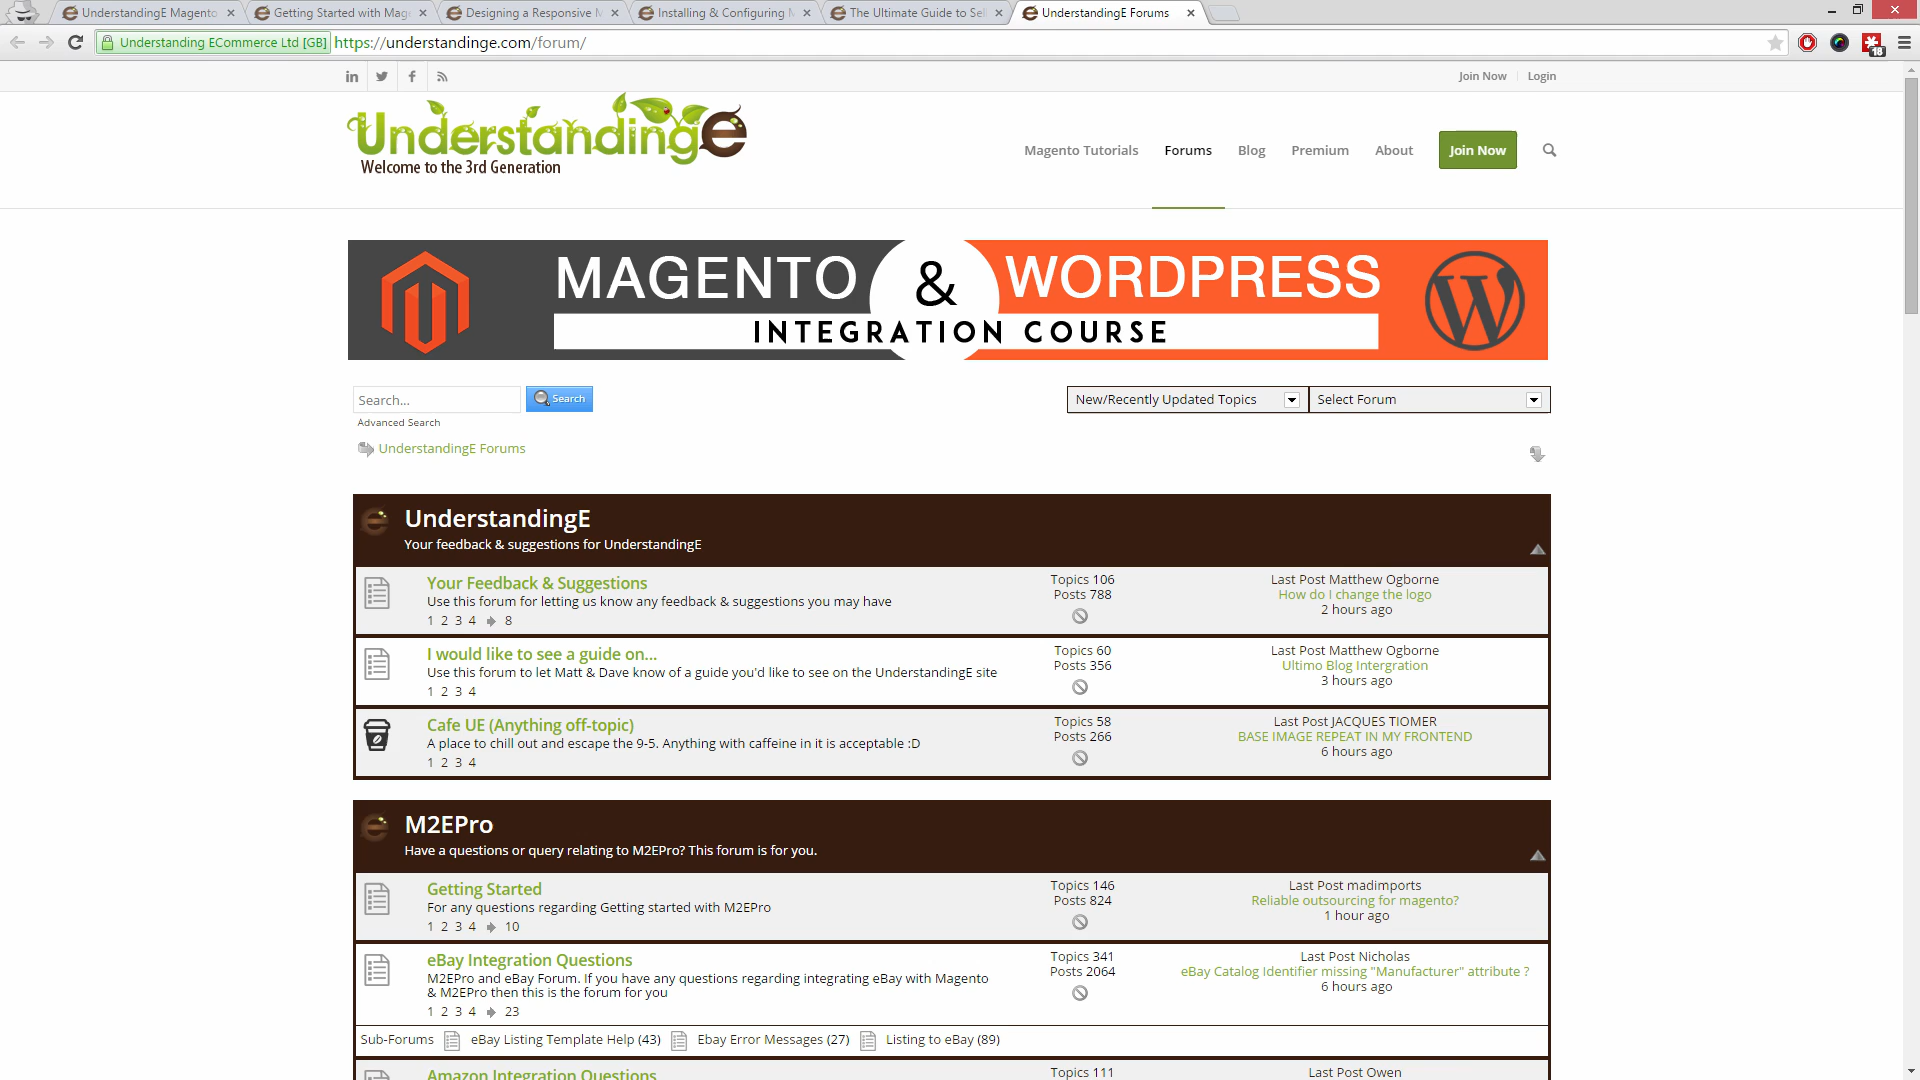 UnderstandingE Magento
Getting Started with Mag
Designing a Responsive M
Installing & Configuring M
The Ultimate Guide to Sel
UnderstandingE Forums
Understanding ECommerce Ltd [GB]
https://understandinge.com/forum/
18
Join Now
Login
UnderstandingE
Welcome to the 3rd Generation
Magento Tutorials
Forums
Blog
Premium
About
Join Now
MAGENTO & WORDPRESS
INTEGRATION COURSE
Search...
Search
New/Recently Updated Topics
Select Forum
Advanced Search
UnderstandingE Forums
UnderstandingE
Your feedback & suggestions for UnderstandingE
Your Feedback & Suggestions
Use this forum for letting us know any feedback & suggestions you may have
1 2 3 4 8
Topics 106
Posts 788
Last Post Matthew Ogborne
How do I change the logo
2 hours ago
I would like to see a guide on...
Use this forum to let Matt & Dave know of a guide you'd like to see on the UnderstandingE site
1 2 3 4
Topics 60
Posts 356
Last Post Matthew Ogborne
Ultimo Blog Intergration
3 hours ago
Cafe UE (Anything off-topic)
A place to chill out and escape the 9-5. Anything with caffeine in it is acceptable :D
1 2 3 4
Topics 58
Posts 266
Last Post JACQUES TIOMER
BASE IMAGE REPEAT IN MY FRONTEND
6 hours ago
M2EPro
Have a questions or query relating to M2EPro? This forum is for you.
Getting Started
For any questions regarding Getting started with M2EPro
1 2 3 4 10
Topics 146
Posts 824
Last Post madimports
Reliable outsourcing for magento?
1 hour ago
eBay Integration Questions
M2EPro and eBay Forum. If you have any questions regarding integrating eBay with Magento
& M2EPro then this is the forum for you
1 2 3 4 23
Topics 341
Posts 2064
Last Post Nicholas
eBay Catalog Identifier missing "Manufacturer" attribute ?
6 hours ago
Sub-Forums
eBay Listing Template Help (43)
Ebay Error Messages (27)
Listing to eBay (89)
Amazon Integration Questions
Topics 111
Last Post Owen